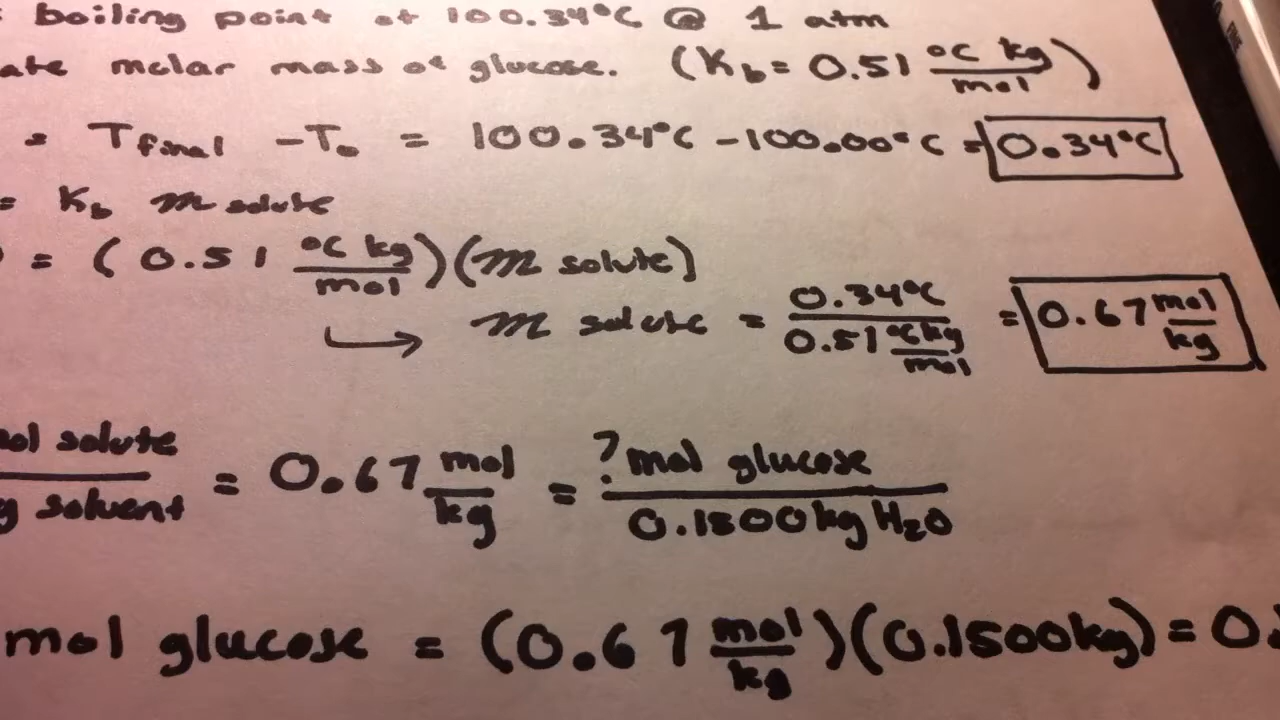 boiling point at 100.34°C @ 1 atm
ate molar mass of glucose. (Kb = 0.51 °C kg/mol)
= Tfinal - To = 100.34°C - 100.00°C = 0.34°C
= Kb m solute
= (0.51 °C kg/mol)(m solute)
m solute = 0.34°C / 0.51 °C kg/mol = 0.67 mol/kg
ol solute / g solvent = 0.67 mol/kg = ? mol glucose / 0.1500 kg H2O
mol glucose = (0.67 mol/kg)(0.1500 kg) = 0.